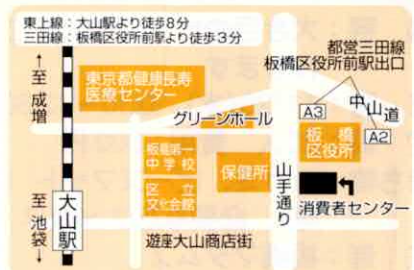 東上線：大山駅より徒歩8分
三田線：板橋区役所前駅より徒歩3分
都営三田線
板橋区役所前駅出口
至成増
東京都健康長寿
医療センター
グリーンホール
A3
中山道
A2
板橋
区役所
板橋第一
中学校
保健所
山手通り
区立
文化会館
消費者センター
至池袋
大山駅
遊座大山商店街